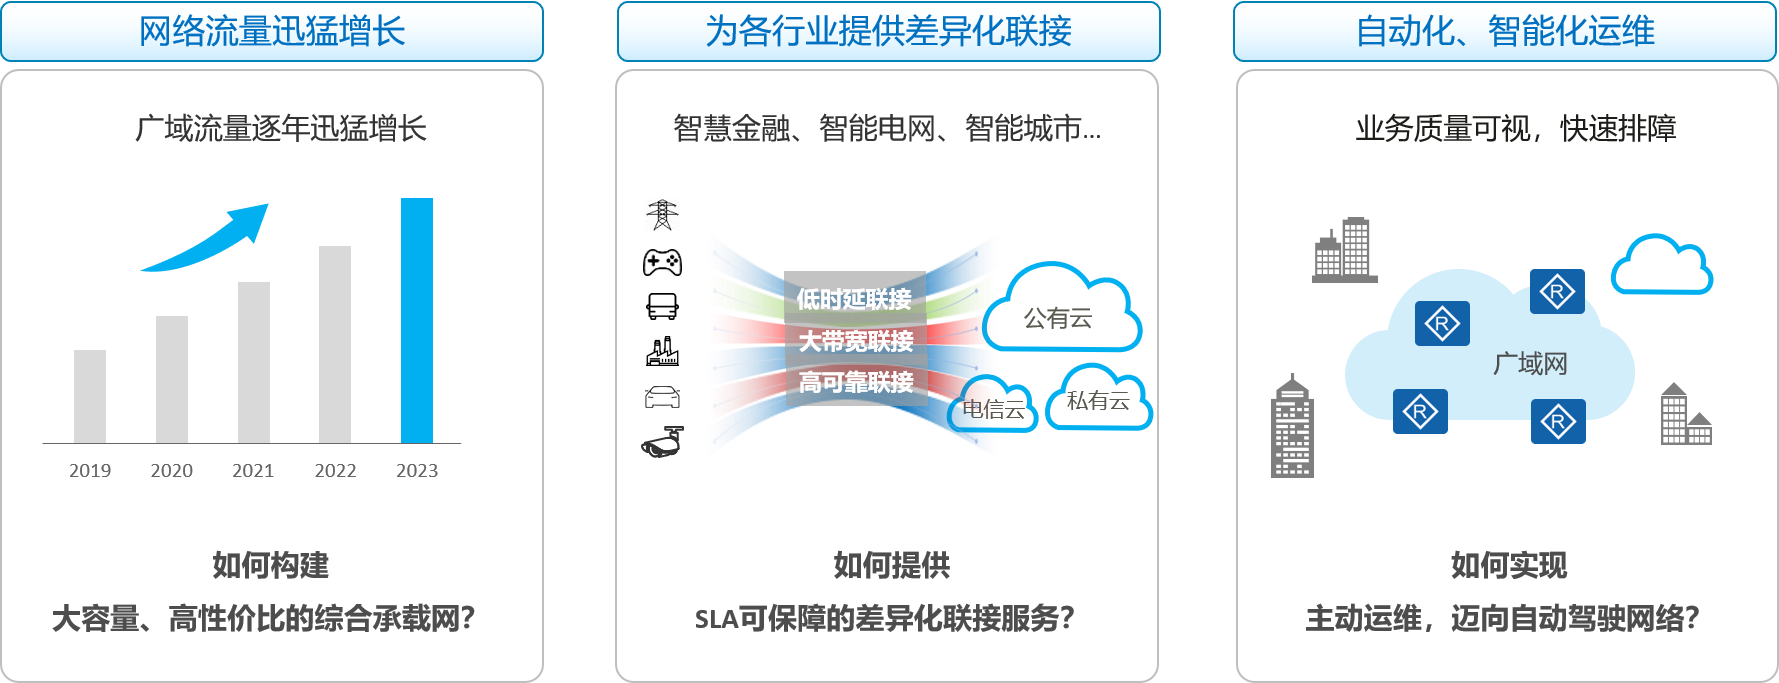 网络流量迅猛增长
广域流量逐年迅猛增长
2019 2020 2021 2022 2023
如何构建
大容量、高性价比的综合承载网？
为各行业提供差异化联接
智慧金融、智能电网、智能城市...
低时延联接
大带宽联接
高可靠联接
公有云
电信云
私有云
如何提供
SLA可保障的差异化联接服务？
自动化、智能化运维
业务质量可视，快速排障
R
R
广域网
R
R
如何实现
主动运维，迈向自动驾驶网络？